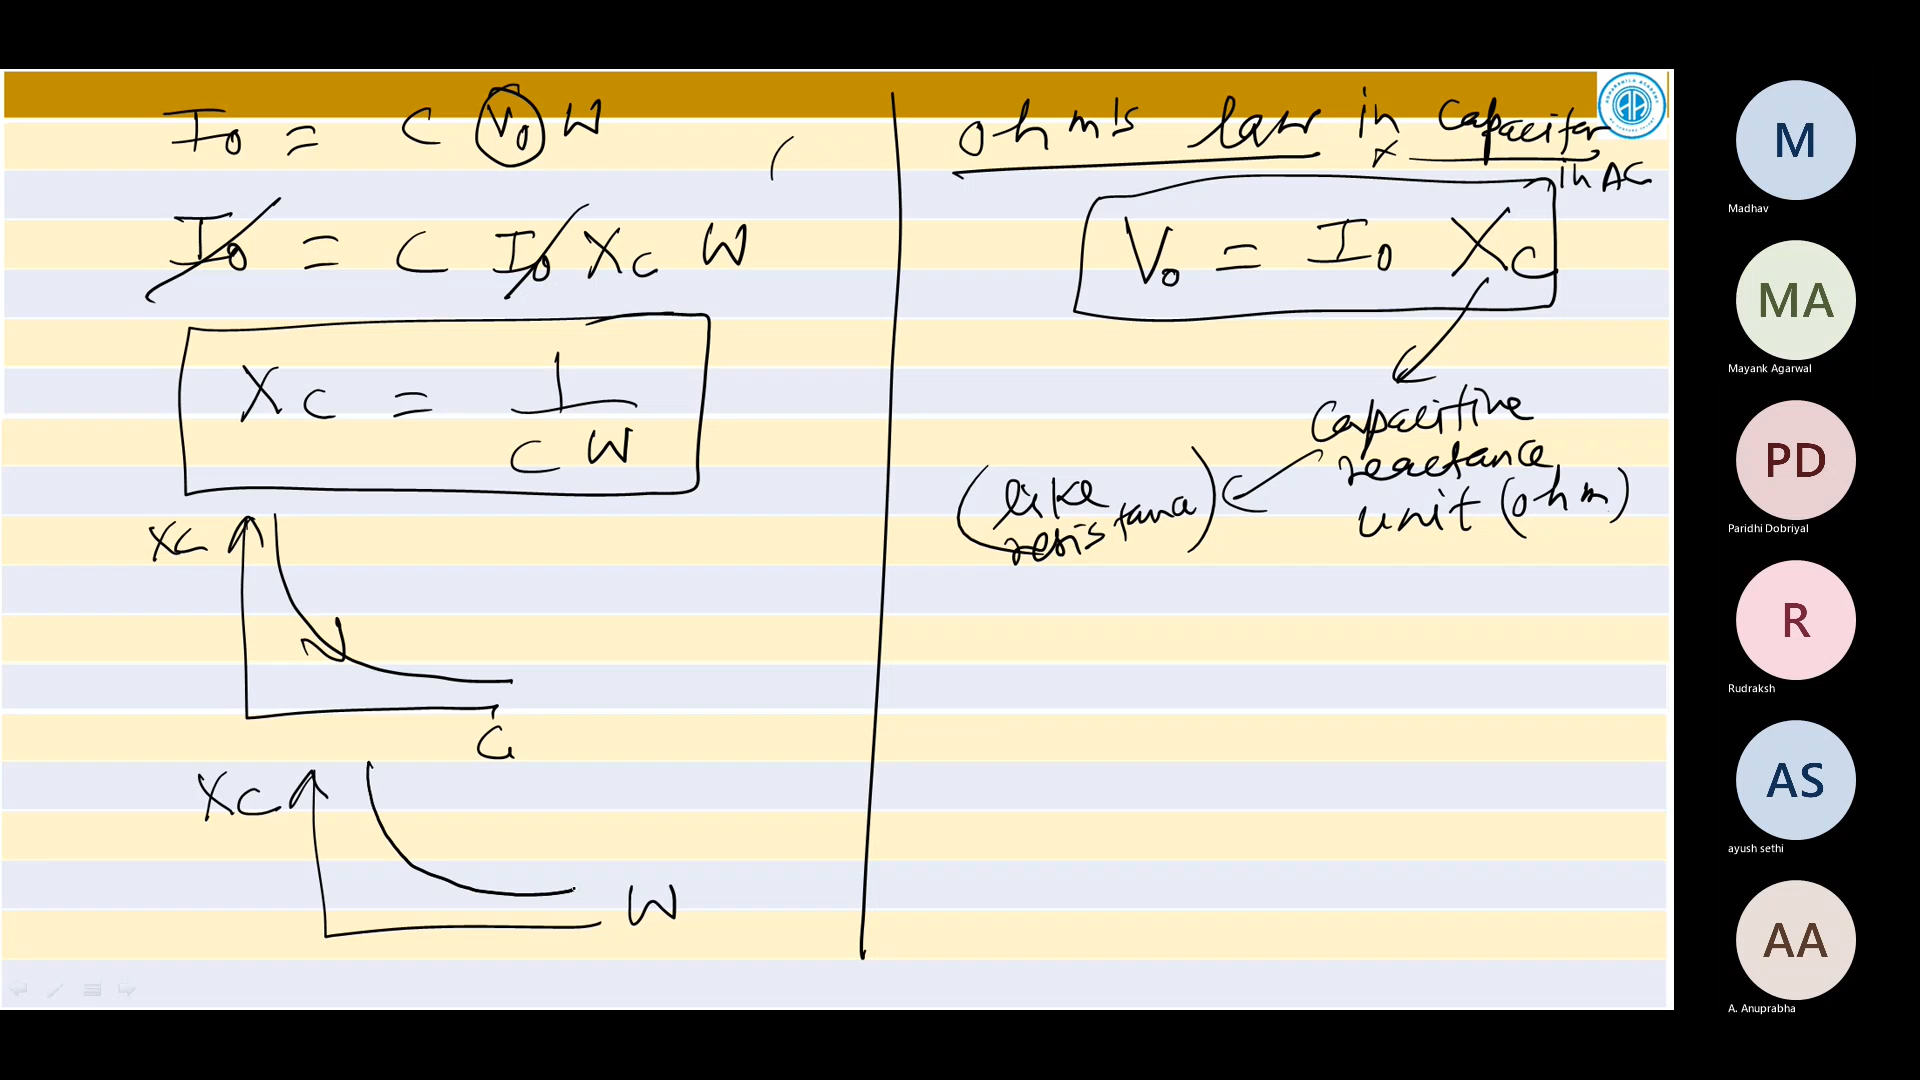 I₀ = C V₀ W
I₀ = C I₀ Xc W
Xc = 1 / C W
Xc
C
Xc
W
ohm's law in Capacitor
in AC
V₀ = I₀ Xc
Capacitive
reactance
unit (ohm)
(like
resistance)
M
Madhav
MA
Mayank Agarwal
PD
Paridhi Dobriyal
R
Rudraksh
AS
ayush sethi
AA
A. Anuprabha